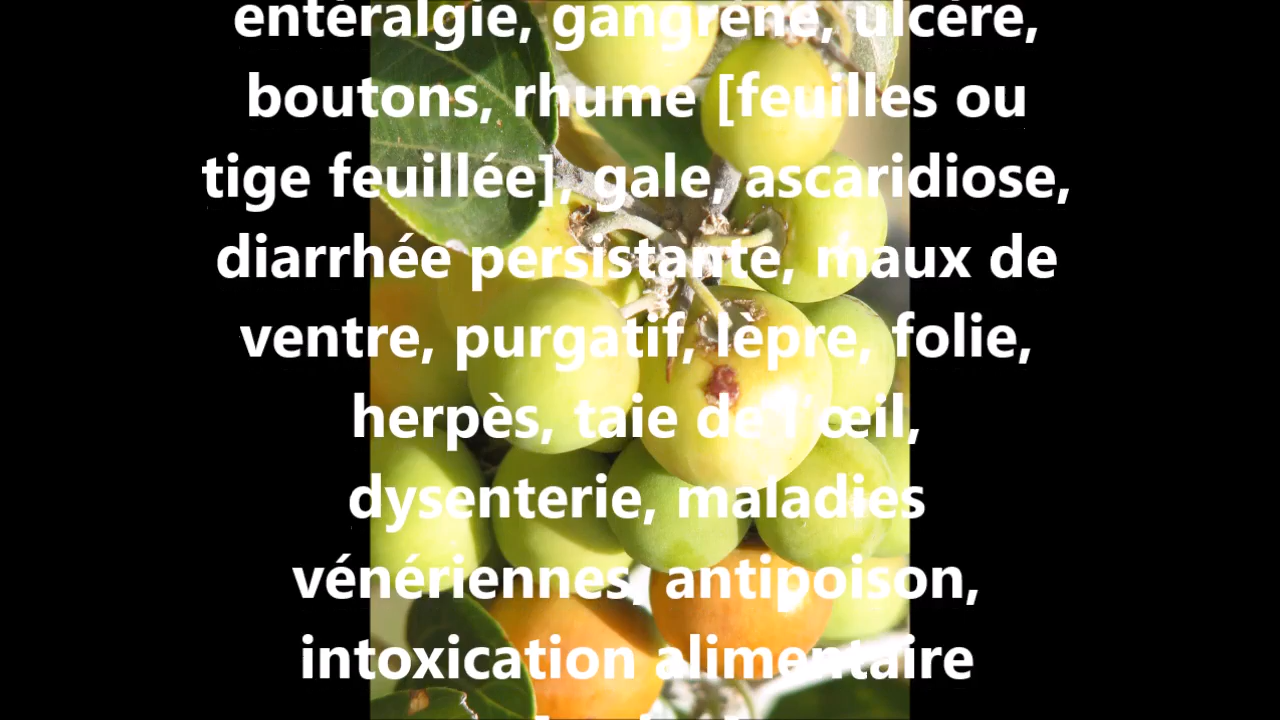 entéralgie, gangrène, ulcère,
boutons, rhume [feuilles ou
tige feuillée], gale, ascaridiose,
diarrhée persistante, maux de
ventre, purgatif, lèpre, folie,
herpès, taie de l'œil,
dysenterie, maladies
vénériennes, antipoison,
intoxication alimentaire